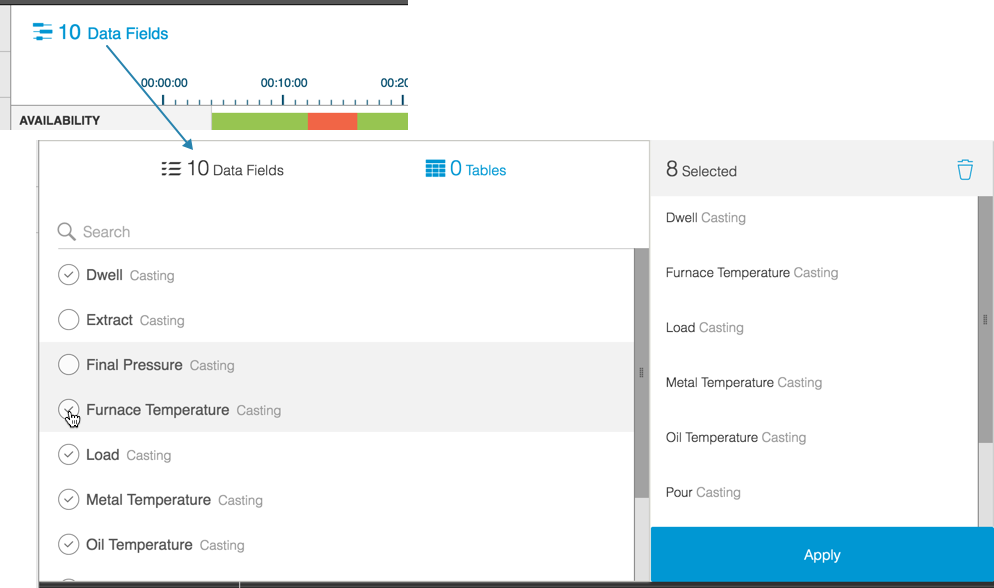 10 Data Fields
00:00:00 00:10:00 00:20
AVAILABILITY
10 Data Fields
0 Tables
Search
Dwell Casting
Extract Casting
Final Pressure Casting
Furnace Temperature Casting
Load Casting
Metal Temperature Casting
Oil Temperature Casting
8 Selected
Dwell Casting
Furnace Temperature Casting
Load Casting
Metal Temperature Casting
Oil Temperature Casting
Pour Casting
Apply